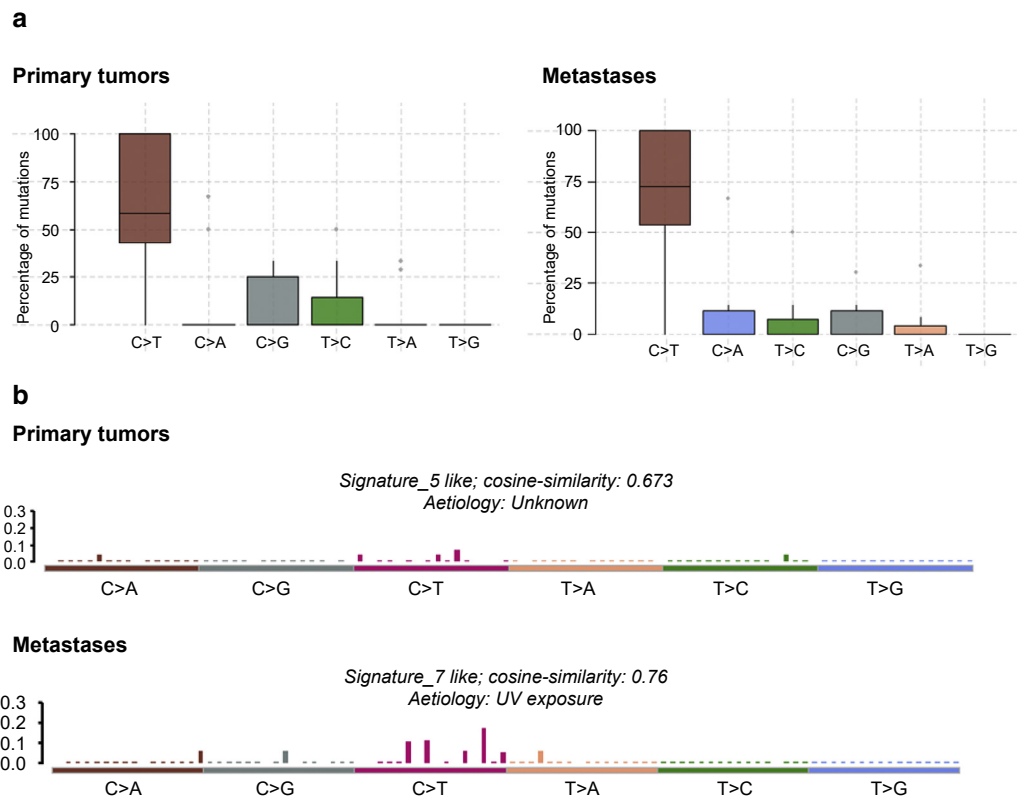 a
Primary tumors
Metastases
Percentage of mutations
100
75
50
25
0
C>T
C>A
C>G
T>C
T>A
T>G
Percentage of mutations
100
75
50
25
0
C>T
C>A
T>C
C>G
T>A
T>G
b
Primary tumors
Signature_5 like; cosine-similarity: 0.673
Aetiology: Unknown
0.3
0.2
0.1
0.0
C>A
C>G
C>T
T>A
T>C
T>G
Metastases
Signature_7 like; cosine-similarity: 0.76
Aetiology: UV exposure
0.3
0.2
0.1
0.0
C>A
C>G
C>T
T>A
T>C
T>G